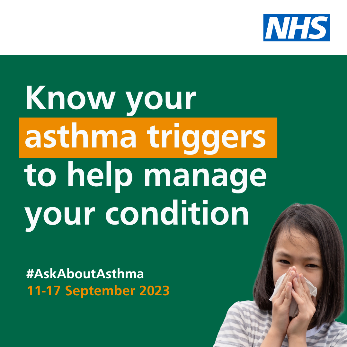 NHS
Know your
asthma triggers
to help manage
your condition
#AskAboutAsthma
11-17 September 2023